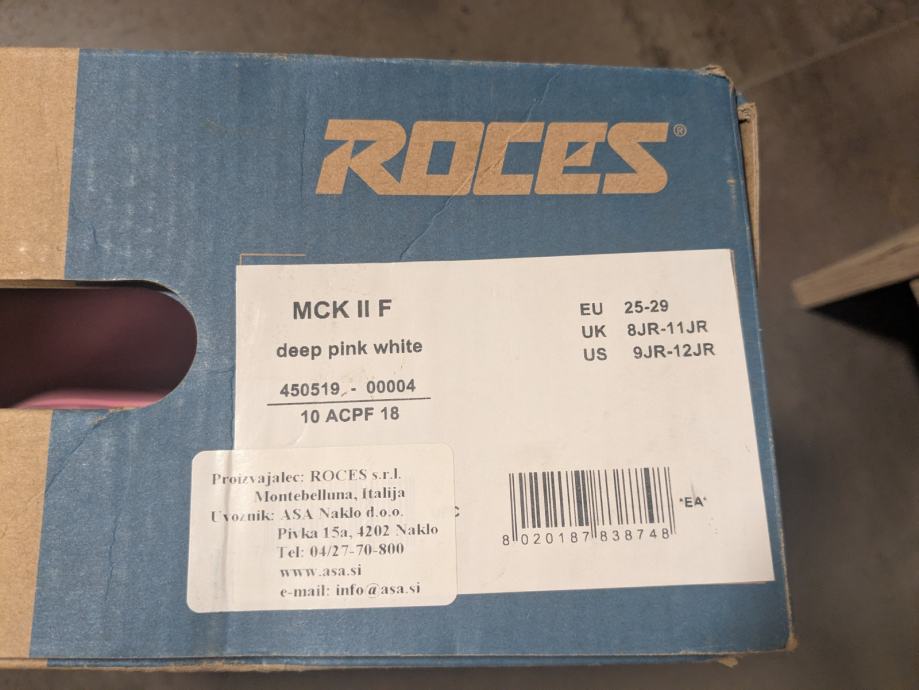 ROCES®
MCK II F
deep pink white
450519 - 00004
10 ACPF 18
EU 25-29
UK 8JR-11JR
US 9JR-12JR
Proizvajalec: ROCES s.r.l.
Montebelluna, Italija
Uvoznik: ASA Naklo d.o.o.
Pivka 15a, 4202 Naklo
Tel: 04/27-70-800
www.asa.si
e-mail: info@asa.si
C
8 020187 838748
*EA*